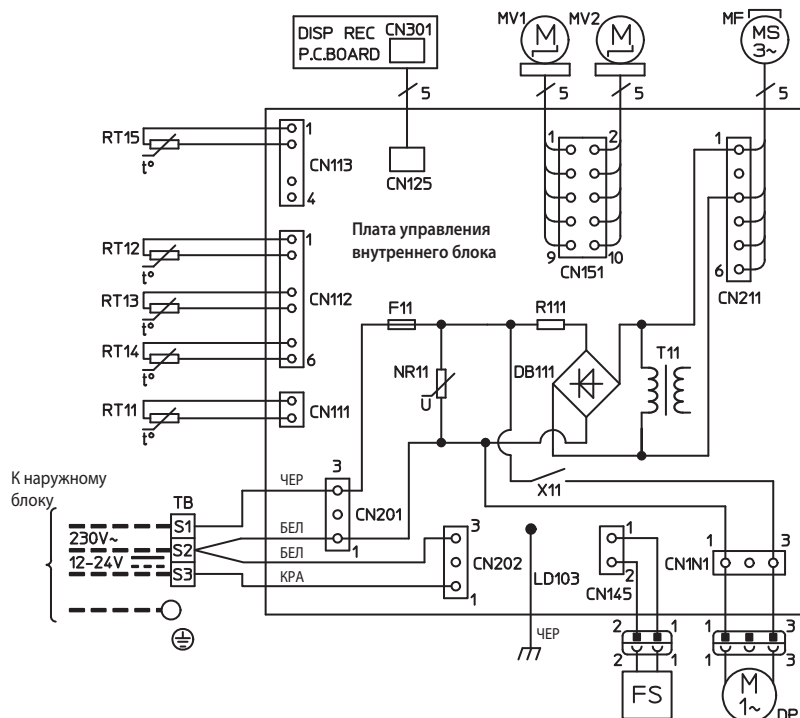 DISP REC CN301
P.C.BOARD
5
MV1
M
5
MV2
M
5
MF
MS
3~
5
RT15
t°
1
CN113
4
CN125
Плата управления
внутреннего блока
1
2
9
10
CN151
1
6
CN211
RT12
t°
RT13
t°
RT14
t°
1
CN112
6
RT11
t°
CN111
F11
R111
NR11
U
DB111
T11
X11
К наружному
блоку
TB
S1
230V~
S2
12-24V
S3
ЧЕР
БЕЛ
БЕЛ
КРА
3
CN201
1
3
CN202
1
LD103
ЧЕР
1
2
CN145
1
3
CN1N1
2
1
2
1
FS
1
3
1
3
M
1~
DP